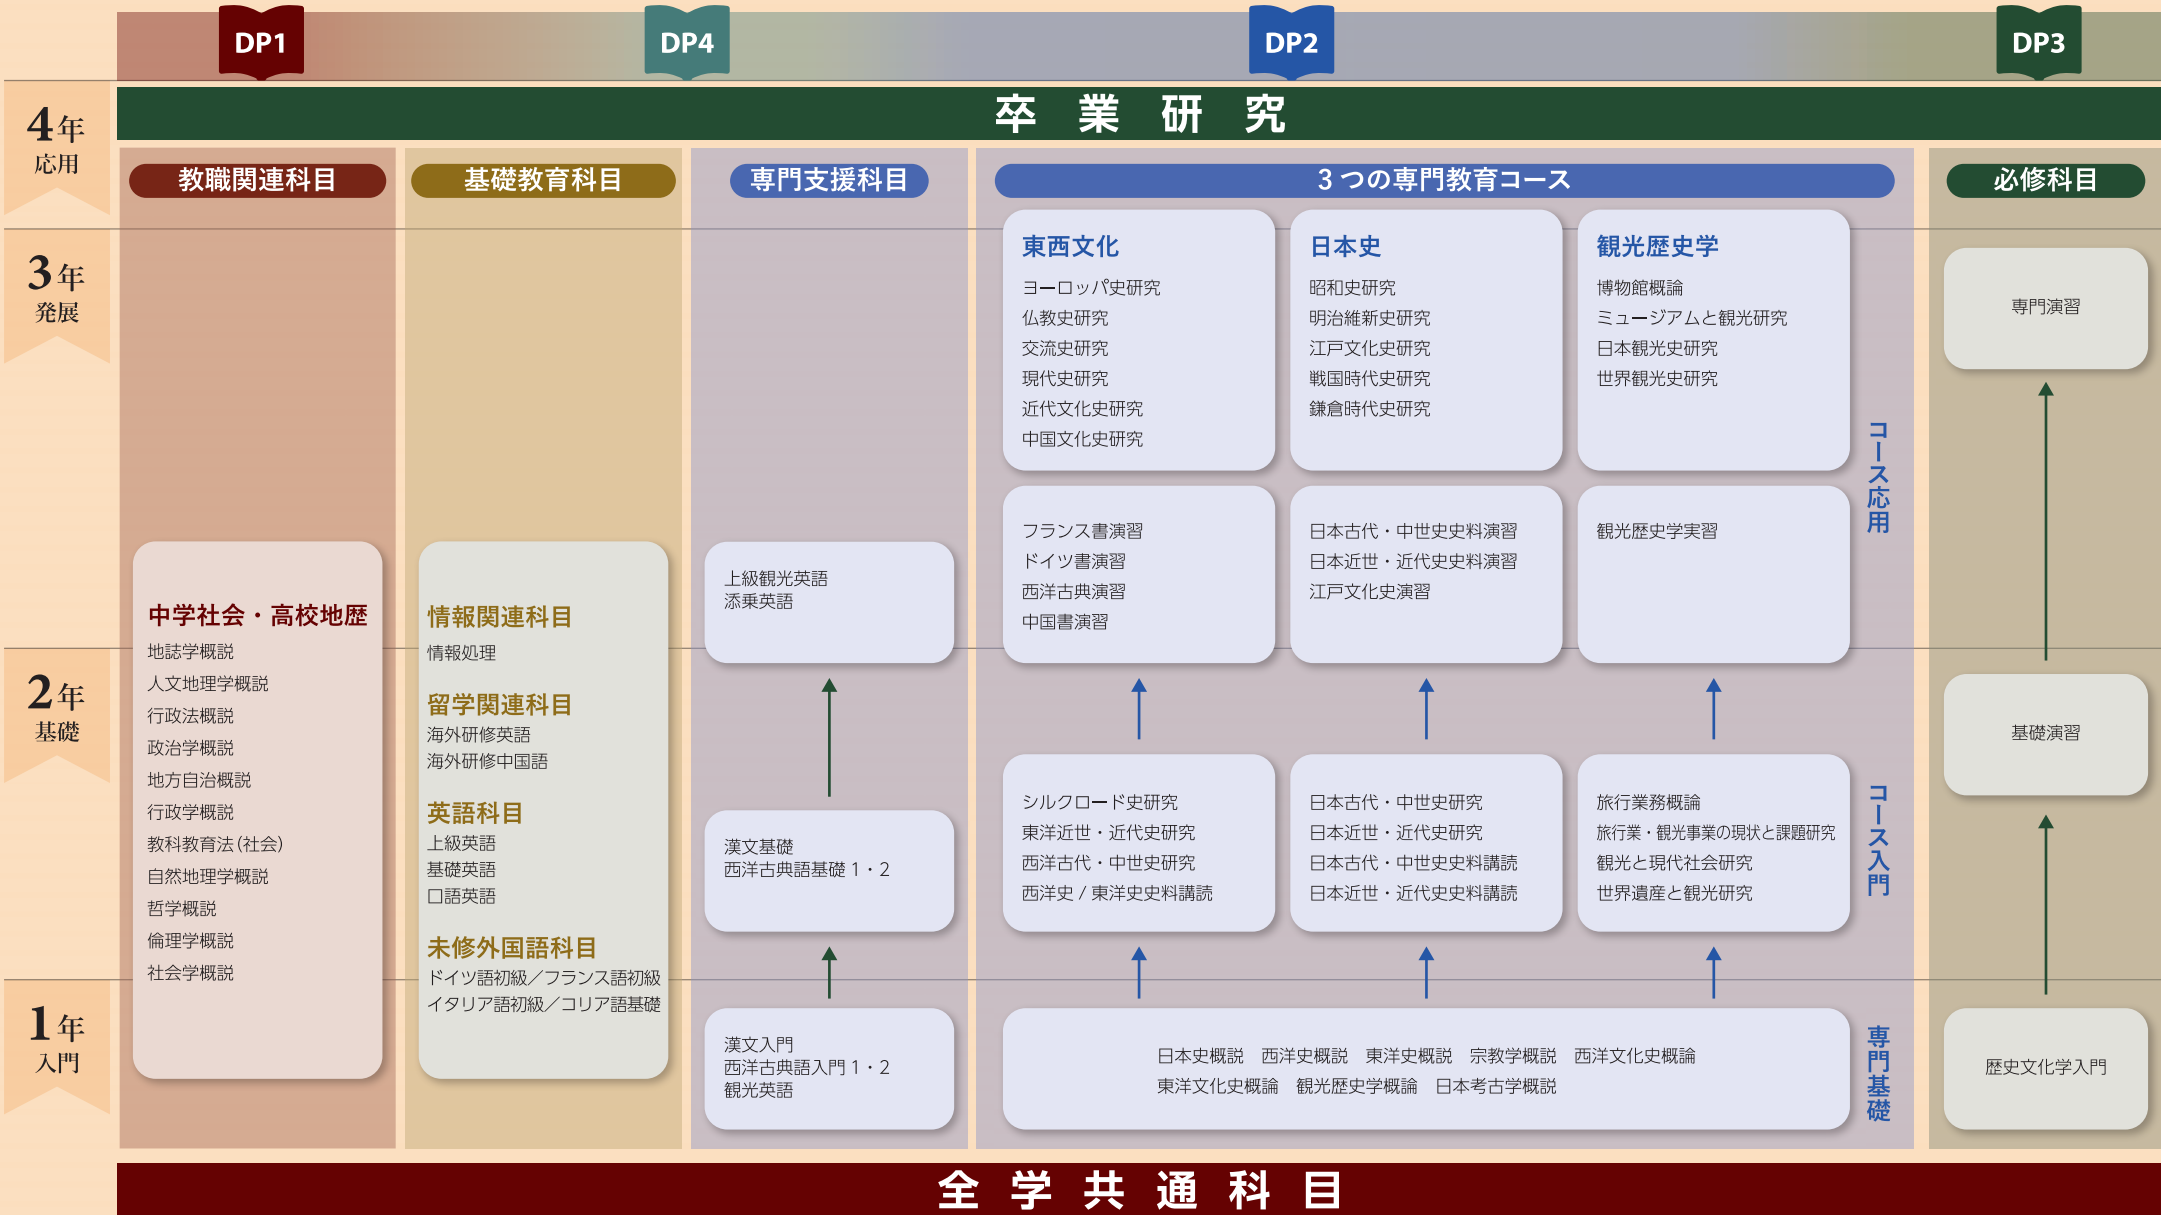 DP1
DP4
DP2
DP3
4年
応用
卒業研究
教職関連科目
基礎教育科目
専門支援科目
3つの専門教育コース
必修科目
3年
発展
2年
基礎
1年
入門
中学社会・高校地歴
地誌学概説
人文地理学概説
行政法概説
政治学概説
地方自治概説
行政学概説
教科教育法(社会)
自然地理学概説
哲学概説
倫理学概説
社会学概説
情報関連科目
情報処理
留学関連科目
海外研修英語
海外研修中国語
英語科目
上級英語
基礎英語
口語英語
未修外国語科目
ドイツ語初級／フランス語初級
イタリア語初級／コリア語基礎
上級観光英語
添乗英語
漢文基礎
西洋古典語基礎 1・2
漢文入門
西洋古典語入門 1・2
観光英語
東西文化
ヨーロッパ史研究
仏教史研究
交流史研究
現代史研究
近代文化史研究
中国文化史研究
日本史
昭和史研究
明治維新史研究
江戸文化史研究
戦国時代史研究
鎌倉時代史研究
観光歴史学
博物館概論
ミュージアムと観光研究
日本観光史研究
世界観光史研究
コース応用
フランス書演習
ドイツ書演習
西洋古典演習
中国書演習
日本古代・中世史史料演習
日本近世・近代史史料演習
江戸文化史演習
観光歴史学実習
シルクロード史研究
東洋近世・近代史研究
西洋古代・中世史研究
西洋史 / 東洋史史料講読
日本古代・中世史研究
日本近世・近代史研究
日本古代・中世史史料講読
日本近世・近代史史料講読
旅行業務概論
旅行業・観光事業の現状と課題研究
観光と現代社会研究
世界遺産と観光研究
コース入門
日本史概説　西洋史概説　東洋史概説　宗教学概説　西洋文化史概論
東洋文化史概論　観光歴史学概論　日本考古学概説
専門基礎
専門演習
基礎演習
歴史文化学入門
全学共通科目